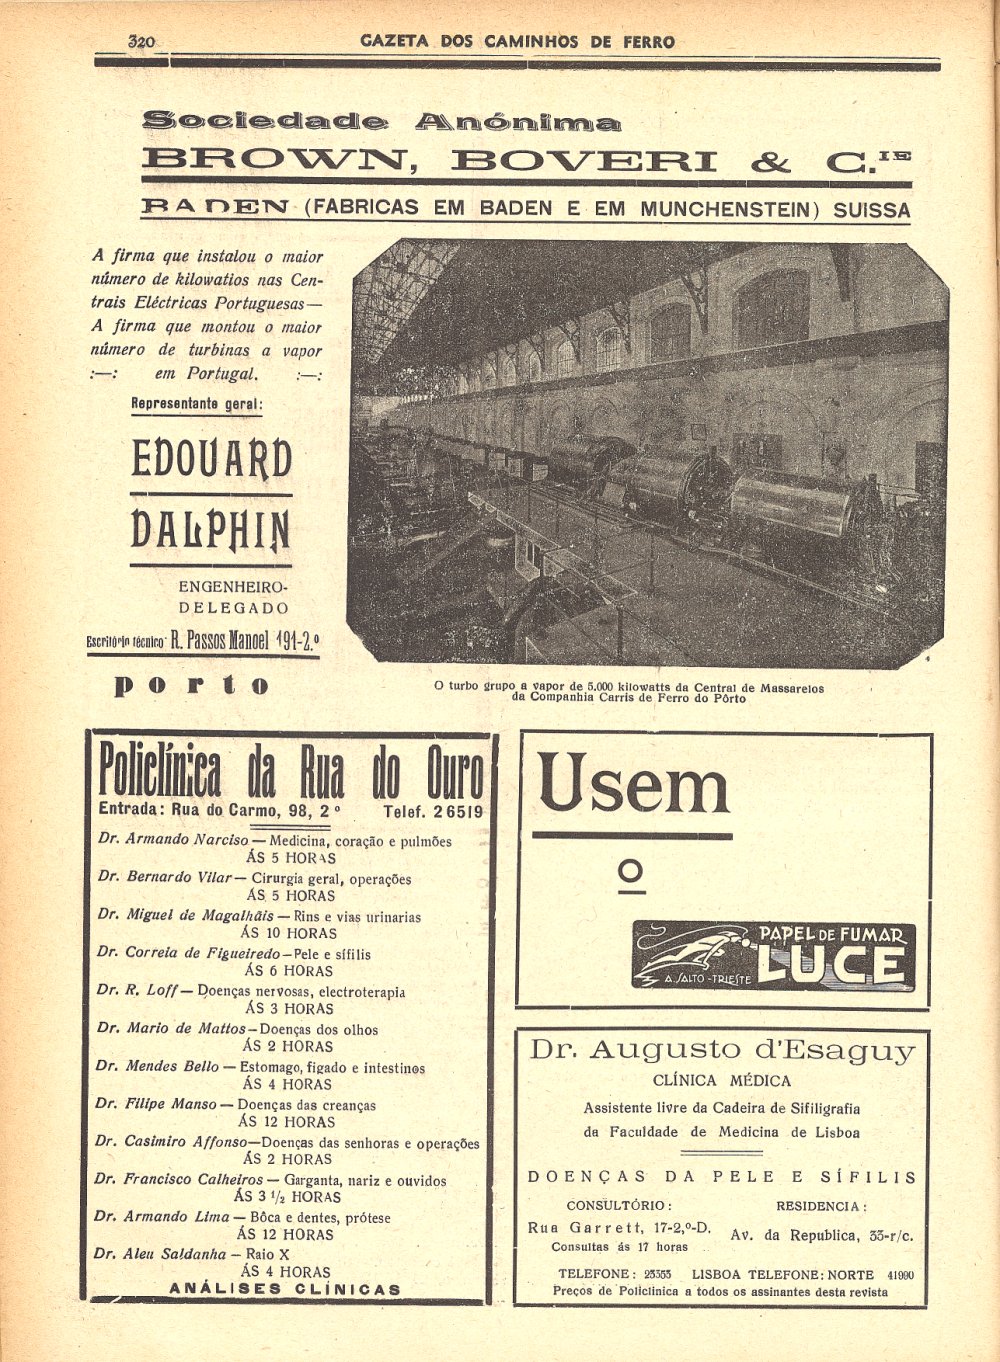 320
GAZETA DOS CAMINHOS DE FERRO
Sociedade Anónima
BROWN, BOVERI & C.IE
BADEN (FABRICAS EM BADEN E EM MUNCHENSTEIN) SUISSA
A firma que instalou o maior
número de kilowatios nas Cen-
trais Eléctricas Portuguesas—
A firma que montou o maior
número de turbinas a vapor
:—: em Portugal. :—:
Representante geral:
EDOUARD
DALPHIN
ENGENHEIRO-
DELEGADO
Escritório técnico: R. Passos Manoel 191-2.º
Porto
O turbo grupo a vapor de 5.000 kilowatts da Central de Massarelos
da Companhia Carris de Ferro do Pôrto
Policlínica da Rua do Ouro
Entrada: Rua do Carmo, 98, 2º Telef. 26519
Dr. Armando Narciso — Medicina, coração e pulmões
ÁS 5 HORAS
Dr. Bernardo Vilar — Cirurgia geral, operações
ÁS 5 HORAS
Dr. Miguel de Magalhãis — Rins e vias urinarias
ÁS 10 HORAS
Dr. Correia de Figueiredo — Pele e sífilis
ÁS 6 HORAS
Dr. R. Loff — Doenças nervosas, electroterapia
ÁS 3 HORAS
Dr. Mario de Mattos — Doenças dos olhos
ÁS 2 HORAS
Dr. Mendes Bello — Estomago, figado e intestinos
ÁS 4 HORAS
Dr. Filipe Manso — Doenças das creanças
ÁS 12 HORAS
Dr. Casimiro Affonso — Doenças das senhoras e operações
ÁS 2 HORAS
Dr. Francisco Calheiros — Garganta, nariz e ouvidos
ÁS 3 1/2 HORAS
Dr. Armando Lima — Bôca e dentes, prótese
ÁS 12 HORAS
Dr. Aleu Saldanha — Raio X
ÁS 4 HORAS
ANÁLISES CLÍNICAS
Usem
o
PAPEL DE FUMAR
LUCE
A. SALTO - TRIESTE
Dr. Augusto d'Esaguy
CLÍNICA MÉDICA
Assistente livre da Cadeira de Sifiligrafia
da Faculdade de Medicina de Lisboa
DOENÇAS DA PELE E SÍFILIS
CONSULTÓRIO: RESIDENCIA:
Rua Garrett, 17-2,º-D. Av. da Republica, 33-r/c.
Consultas ás 17 horas
TELEFONE: 23353 LISBOA TELEFONE: NORTE 41990
Preços de Policlinica a todos os assinantes desta revista